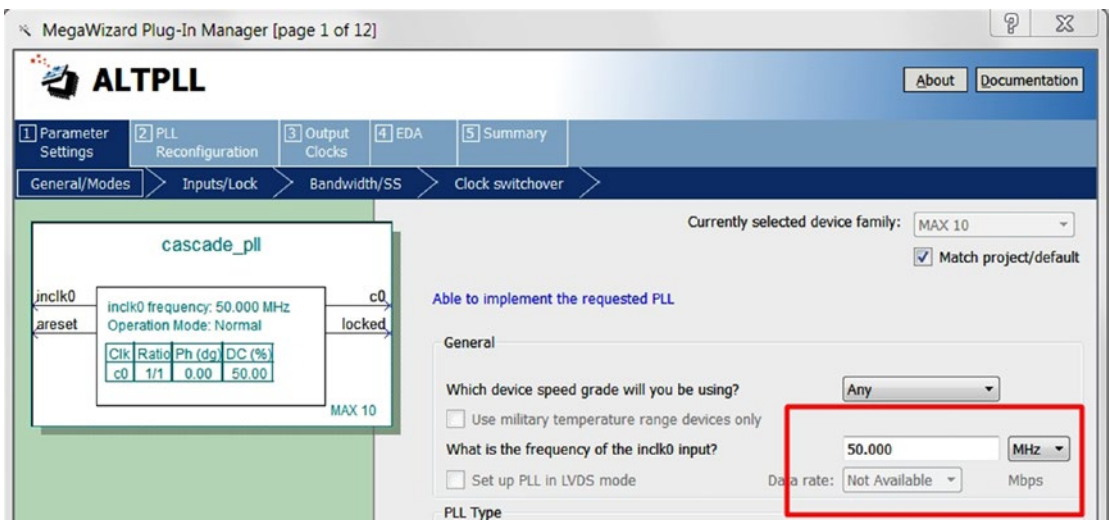 MegaWizard Plug-In Manager [page 1 of 12]
ALTPLL
About
Documentation
1 Parameter Settings
2 PLL Reconfiguration
3 Output Clocks
4 EDA
5 Summary
General/Modes
Inputs/Lock
Bandwidth/SS
Clock switchover
cascade_pll
inclk0
areset
inclk0 frequency: 50.000 MHz
Operation Mode: Normal
Clk Ratio Ph (dg) DC (%)
c0 1/1 0.00 50.00
c0
locked
MAX 10
Currently selected device family: MAX 10
Match project/default
Able to implement the requested PLL
General
Which device speed grade will you be using? Any
Use military temperature range devices only
What is the frequency of the inclk0 input? 50.000 MHz
Set up PLL in LVDS mode Data rate: Not Available Mbps
PLL Type